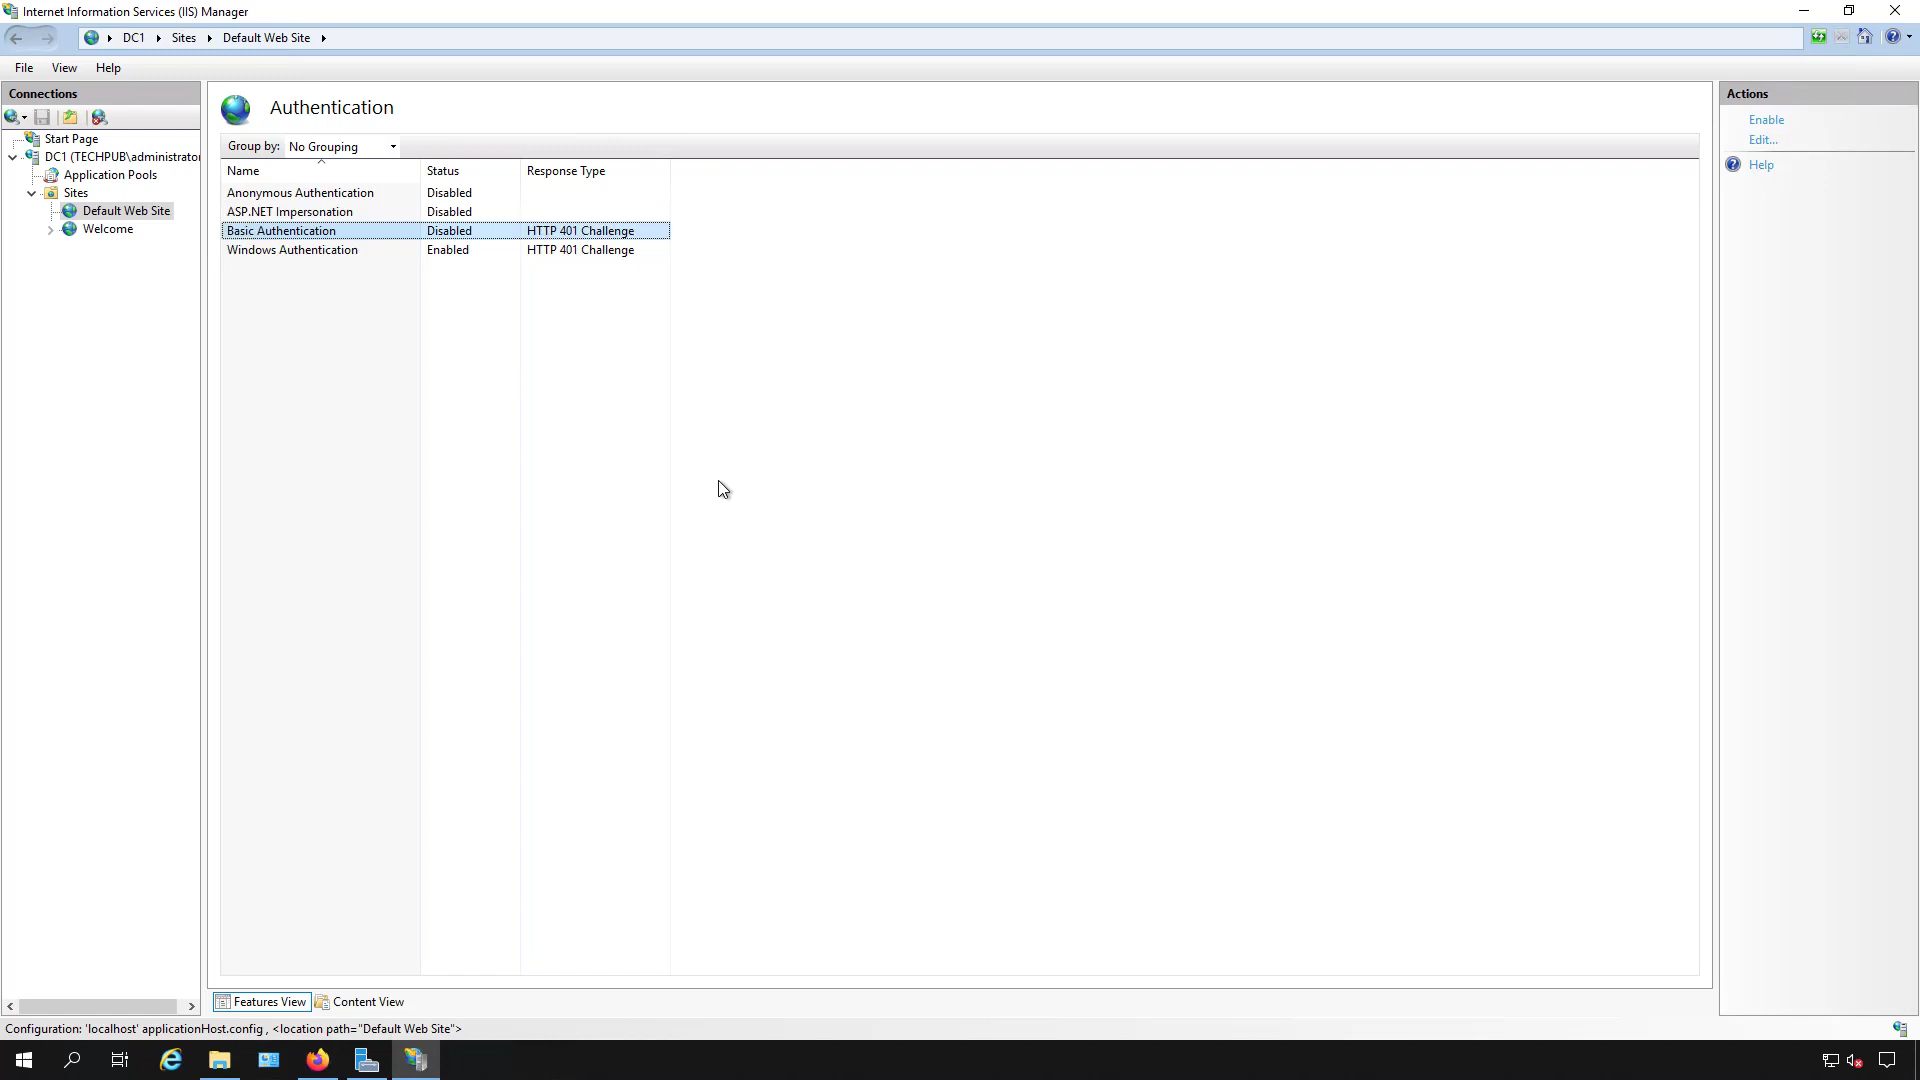 Internet Information Services (IIS) Manager
DC1 Sites Default Web Site
File View Help
Connections
Start Page
DC1 (TECHPUB\administrator
Application Pools
Sites
Default Web Site
Welcome
Authentication
Group by: No Grouping
Name Status Response Type
Anonymous Authentication Disabled
ASP.NET Impersonation Disabled
Basic Authentication Disabled HTTP 401 Challenge
Windows Authentication Enabled HTTP 401 Challenge
Actions
Enable
Edit...
Help
Features View Content View
Configuration: 'localhost' applicationHost.config , <location path="Default Web Site">